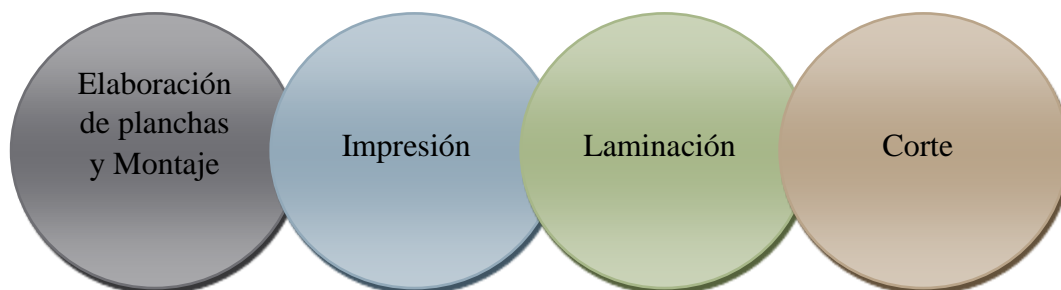 Elaboración
de planchas
y Montaje
Impresión
Laminación
Corte